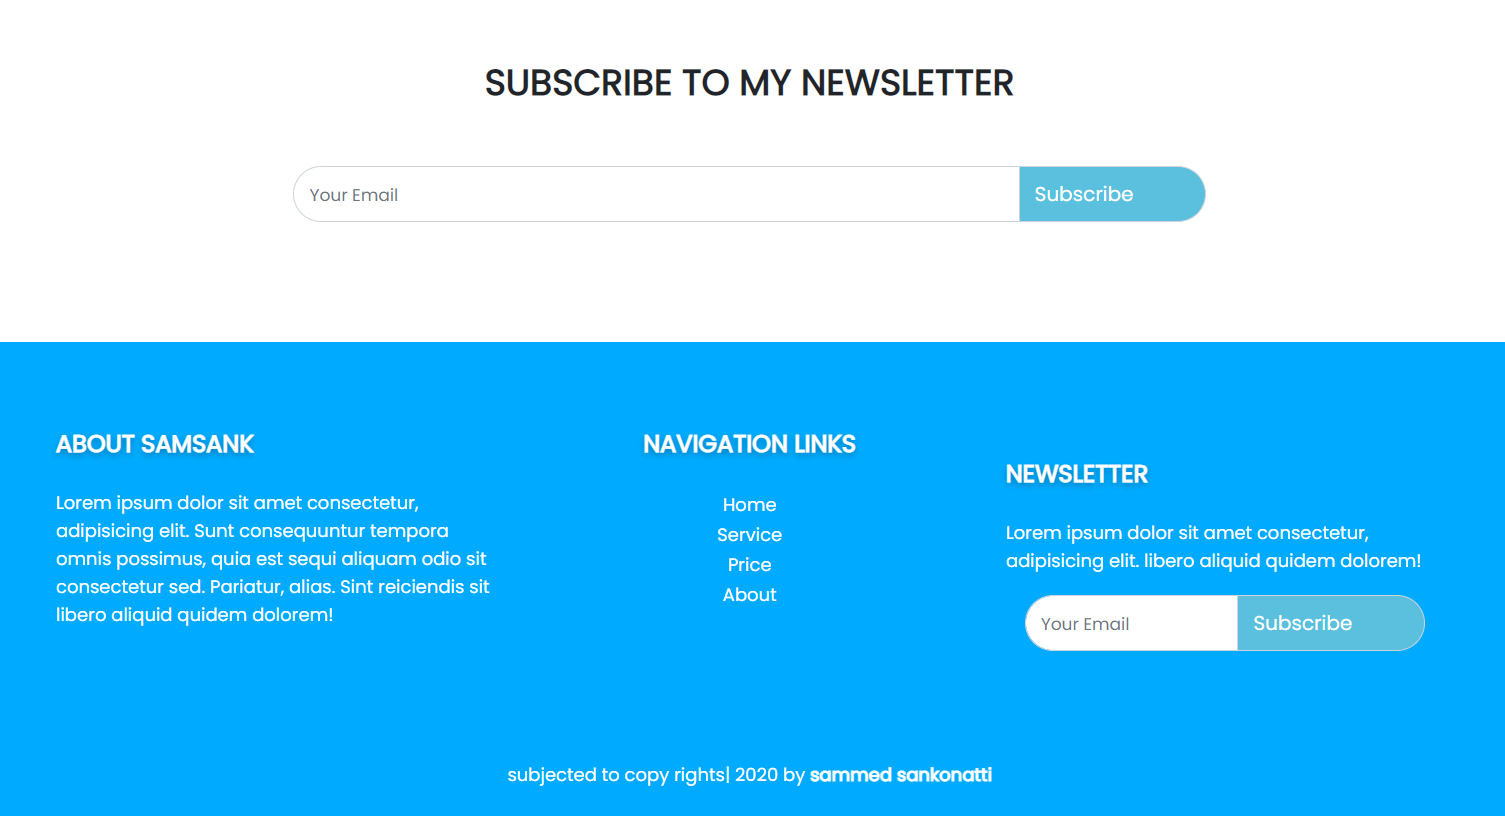 SUBSCRIBE TO MY NEWSLETTER
Your Email
Subscribe
ABOUT SAMSANK
Lorem ipsum dolor sit amet consectetur,
adipisicing elit. Sunt consequuntur tempora
omnis possimus, quia est sequi aliquam odio sit
consectetur sed. Pariatur, alias. Sint reiciendis sit
libero aliquid quidem dolorem!
NAVIGATION LINKS
Home
Service
Price
About
NEWSLETTER
Lorem ipsum dolor sit amet consectetur,
adipisicing elit. libero aliquid quidem dolorem!
Your Email
Subscribe
subjected to copy rights| 2020 by sammed sankonatti